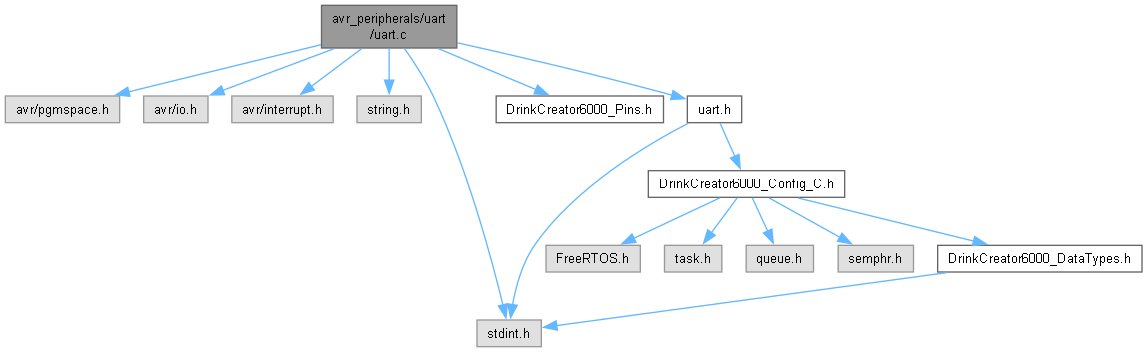 avr_peripherals/uart
/uart.c
avr/pgmspace.h
avr/io.h
avr/interrupt.h
string.h
DrinkCreator6000_Pins.h
uart.h
DrinkCreator6000_Config_C.h
FreeRTOS.h
task.h
queue.h
semphr.h
DrinkCreator6000_DataTypes.h
stdint.h